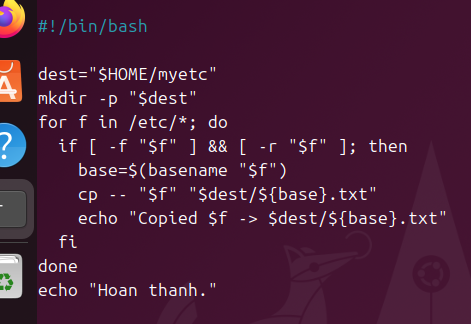 #!/bin/bash

dest="$HOME/myetc"
mkdir -p "$dest"
for f in /etc/*; do
  if [ -f "$f" ] && [ -r "$f" ]; then
    base=$(basename "$f")
    cp -- "$f" "$dest/${base}.txt"
    echo "Copied $f -> $dest/${base}.txt"
  fi
done
echo "Hoan thanh."